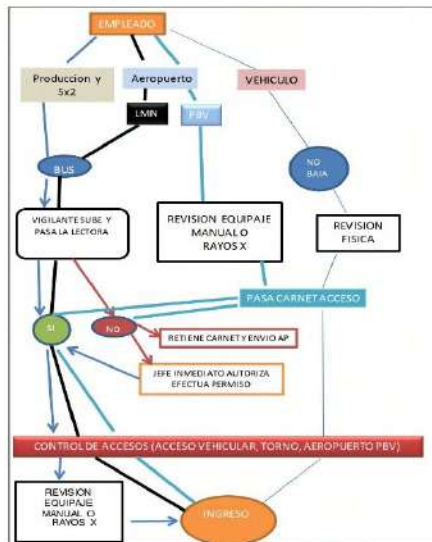 EMPLEADO
Produccion y
5x2
Aeropuerto
VEHICULO
LMN
PBV
BUS
NO
BAJA
VIGILANTE SUBE Y
PASA LA LECTORA
REVISION EQUIPAJE
MANUAL O
RAYOS X
REVISION
FISICA
PASA CARNET ACCESO
SI
NO
RETIENE CARNET Y ENVIO AP
JEFE INMEDIATO AUTORIZA
EFECTUA PERMISO
CONTROL DE ACCESOS (ACCESO VEHICULAR, TORNO, AEROPUERTO PBV)
REVISION
EQUIPAJE
MANUAL O
RAYOS X
INGRESO